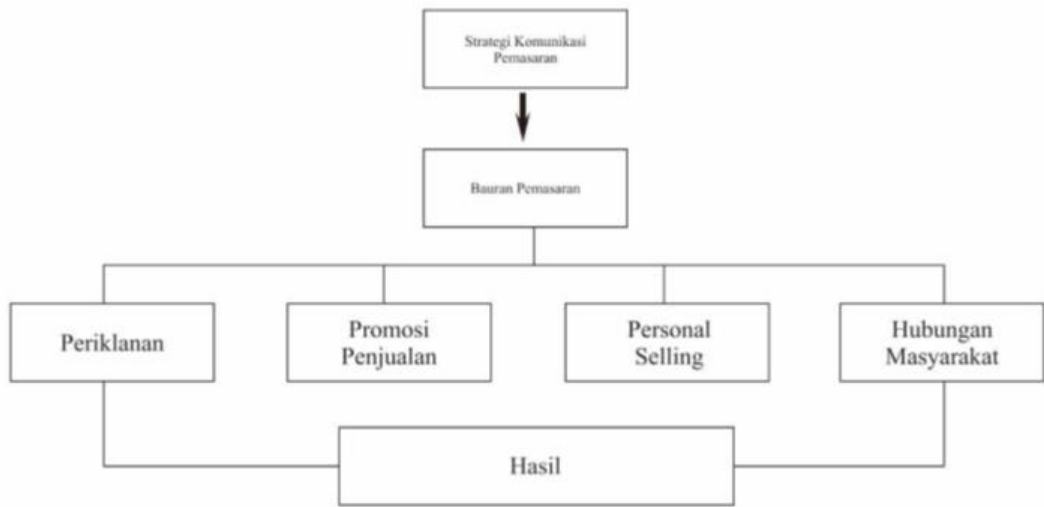 Strategi Komunikasi
Pemasaran
Bauran Pemasaran
Periklanan
Promosi
Penjualan
Personal
Selling
Hubungan
Masyarakat
Hasil